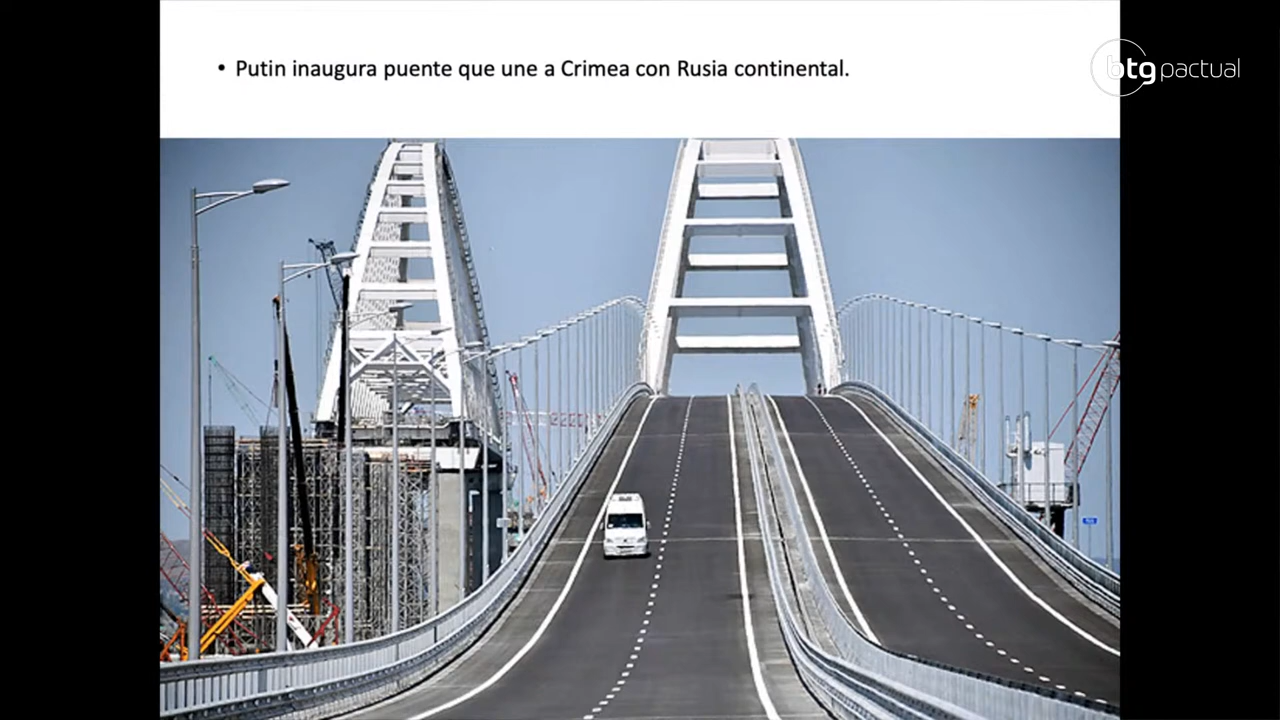 • Putin inaugura puente que une a Crimea con Rusia continental.
btg pactual